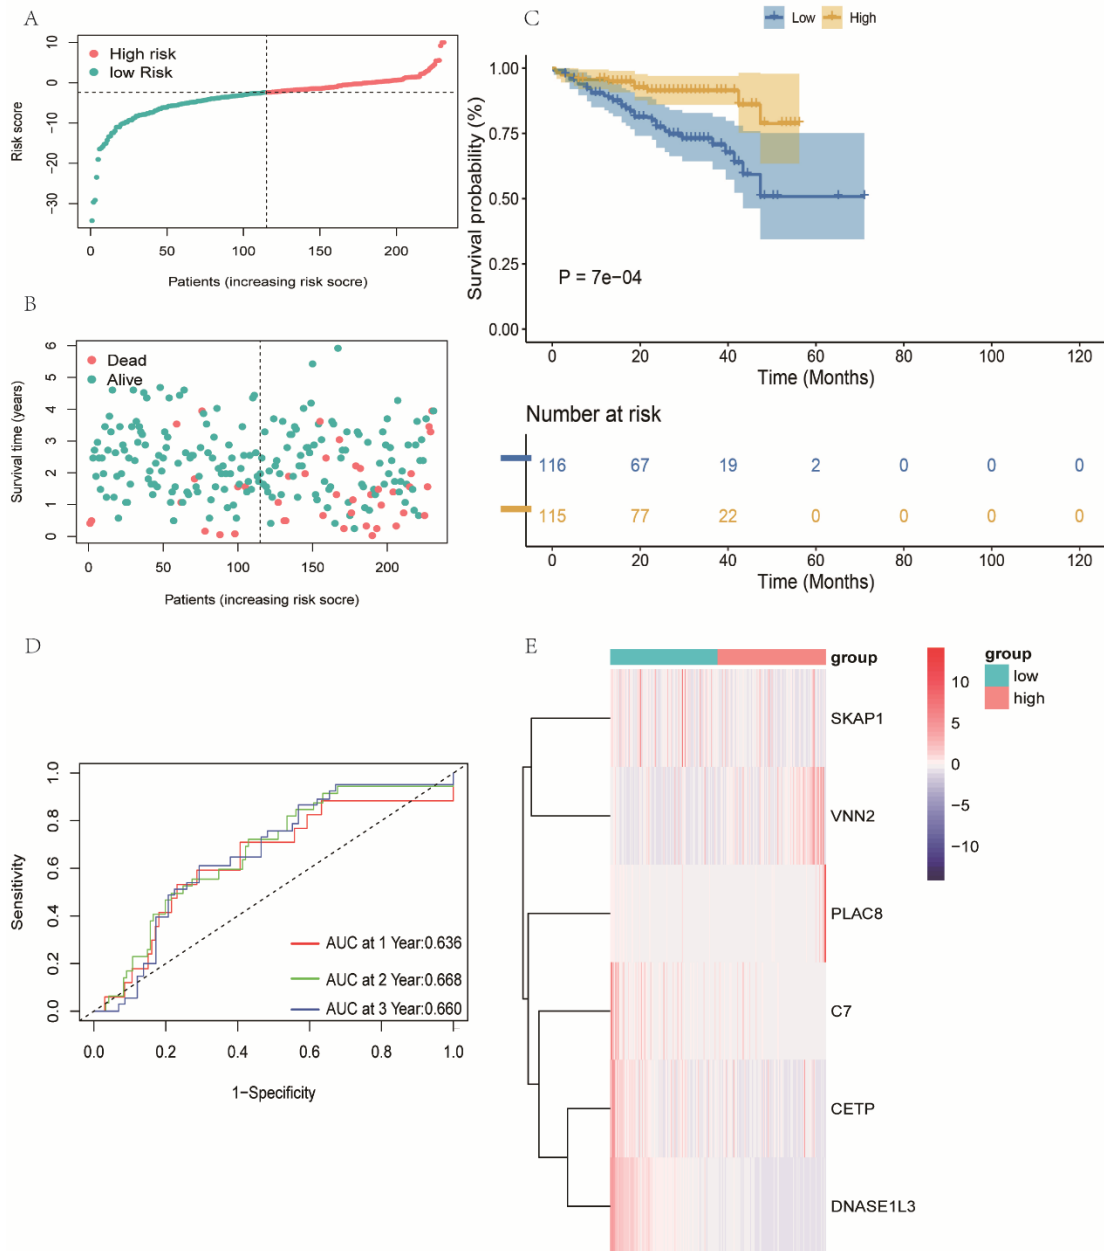 A
10
0
−10
−20
−30
Risk score
High risk
low Risk
0 50 100 150 200
Patients (increasing risk socre)
B
6
5
4
3
2
1
0
Survival time (years)
Dead
Alive
0 50 100 150 200
Patients (increasing risk socre)
C
Low High
1.00
0.75
0.50
0.25
0.00
Survival probability (%)
P = 7e−04
0 20 40 60 80 100 120
Time (Months)
Number at risk
116 67 19 2 0 0 0
115 77 22 0 0 0 0
0 20 40 60 80 100 120
Time (Months)
D
1.0
0.8
0.6
0.4
0.2
0.0
Sensitivity
AUC at 1 Year:0.636
AUC at 2 Year:0.668
AUC at 3 Year:0.660
0.0 0.2 0.4 0.6 0.8 1.0
1−Specificity
E
group
SKAP1
VNN2
PLAC8
C7
CETP
DNASE1L3
10
5
0
−5
−10
group
low
high